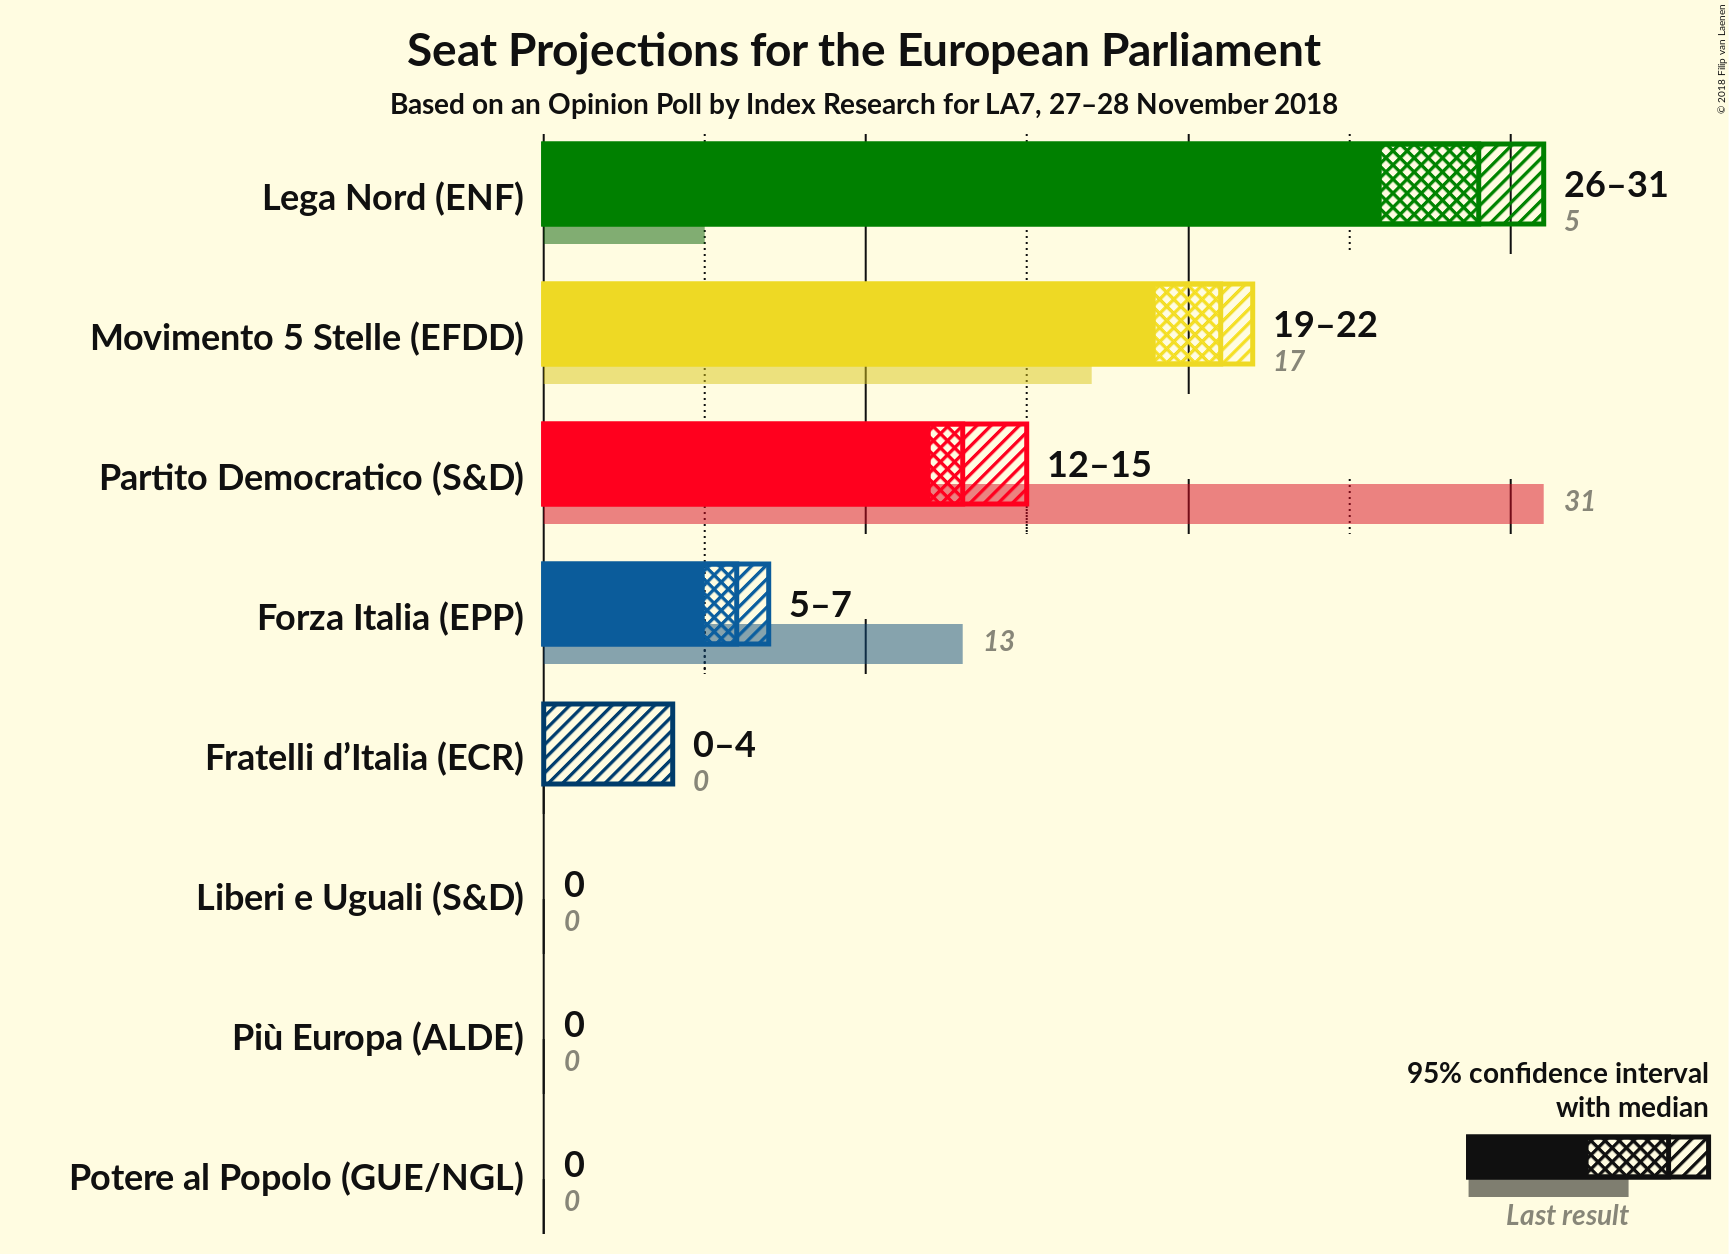 Seat Projections for the European Parliament
Based on an Opinion Poll by Index Research for LA7, 27–28 November 2018
© 2018 Filip van Laenen
Lega Nord (ENF)
26–31
5
Movimento 5 Stelle (EFDD)
19–22
17
Partito Democratico (S&D)
12–15
31
Forza Italia (EPP)
5–7
13
Fratelli d’Italia (ECR)
0–4
0
Liberi e Uguali (S&D)
0
0
Più Europa (ALDE)
0
0
Potere al Popolo (GUE/NGL)
0
0
95% confidence interval
with median
Last result